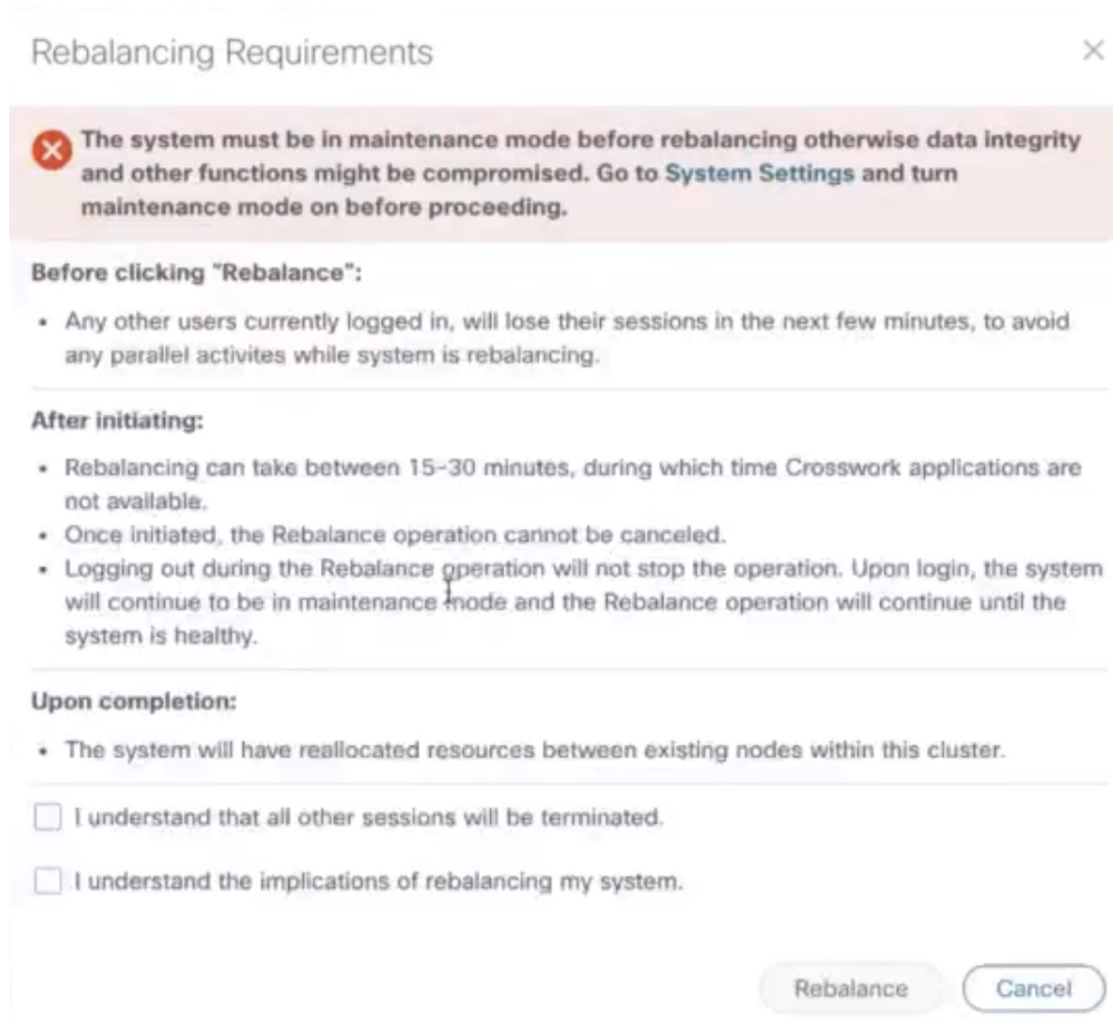 Rebalancing Requirements
The system must be in maintenance mode before rebalancing otherwise data integrity
and other functions might be compromised. Go to System Settings and turn
maintenance mode on before proceeding.
Before clicking "Rebalance":
• Any other users currently logged in, will lose their sessions in the next few minutes, to avoid
any parallel activites while system is rebalancing.
After initiating:
• Rebalancing can take between 15-30 minutes, during which time Crosswork applications are
not available.
• Once initiated, the Rebalance operation cannot be canceled.
• Logging out during the Rebalance operation will not stop the operation. Upon login, the system
will continue to be in maintenance mode and the Rebalance operation will continue until the
system is healthy.
Upon completion:
• The system will have reallocated resources between existing nodes within this cluster.
I understand that all other sessions will be terminated.
I understand the implications of rebalancing my system.
Rebalance Cancel